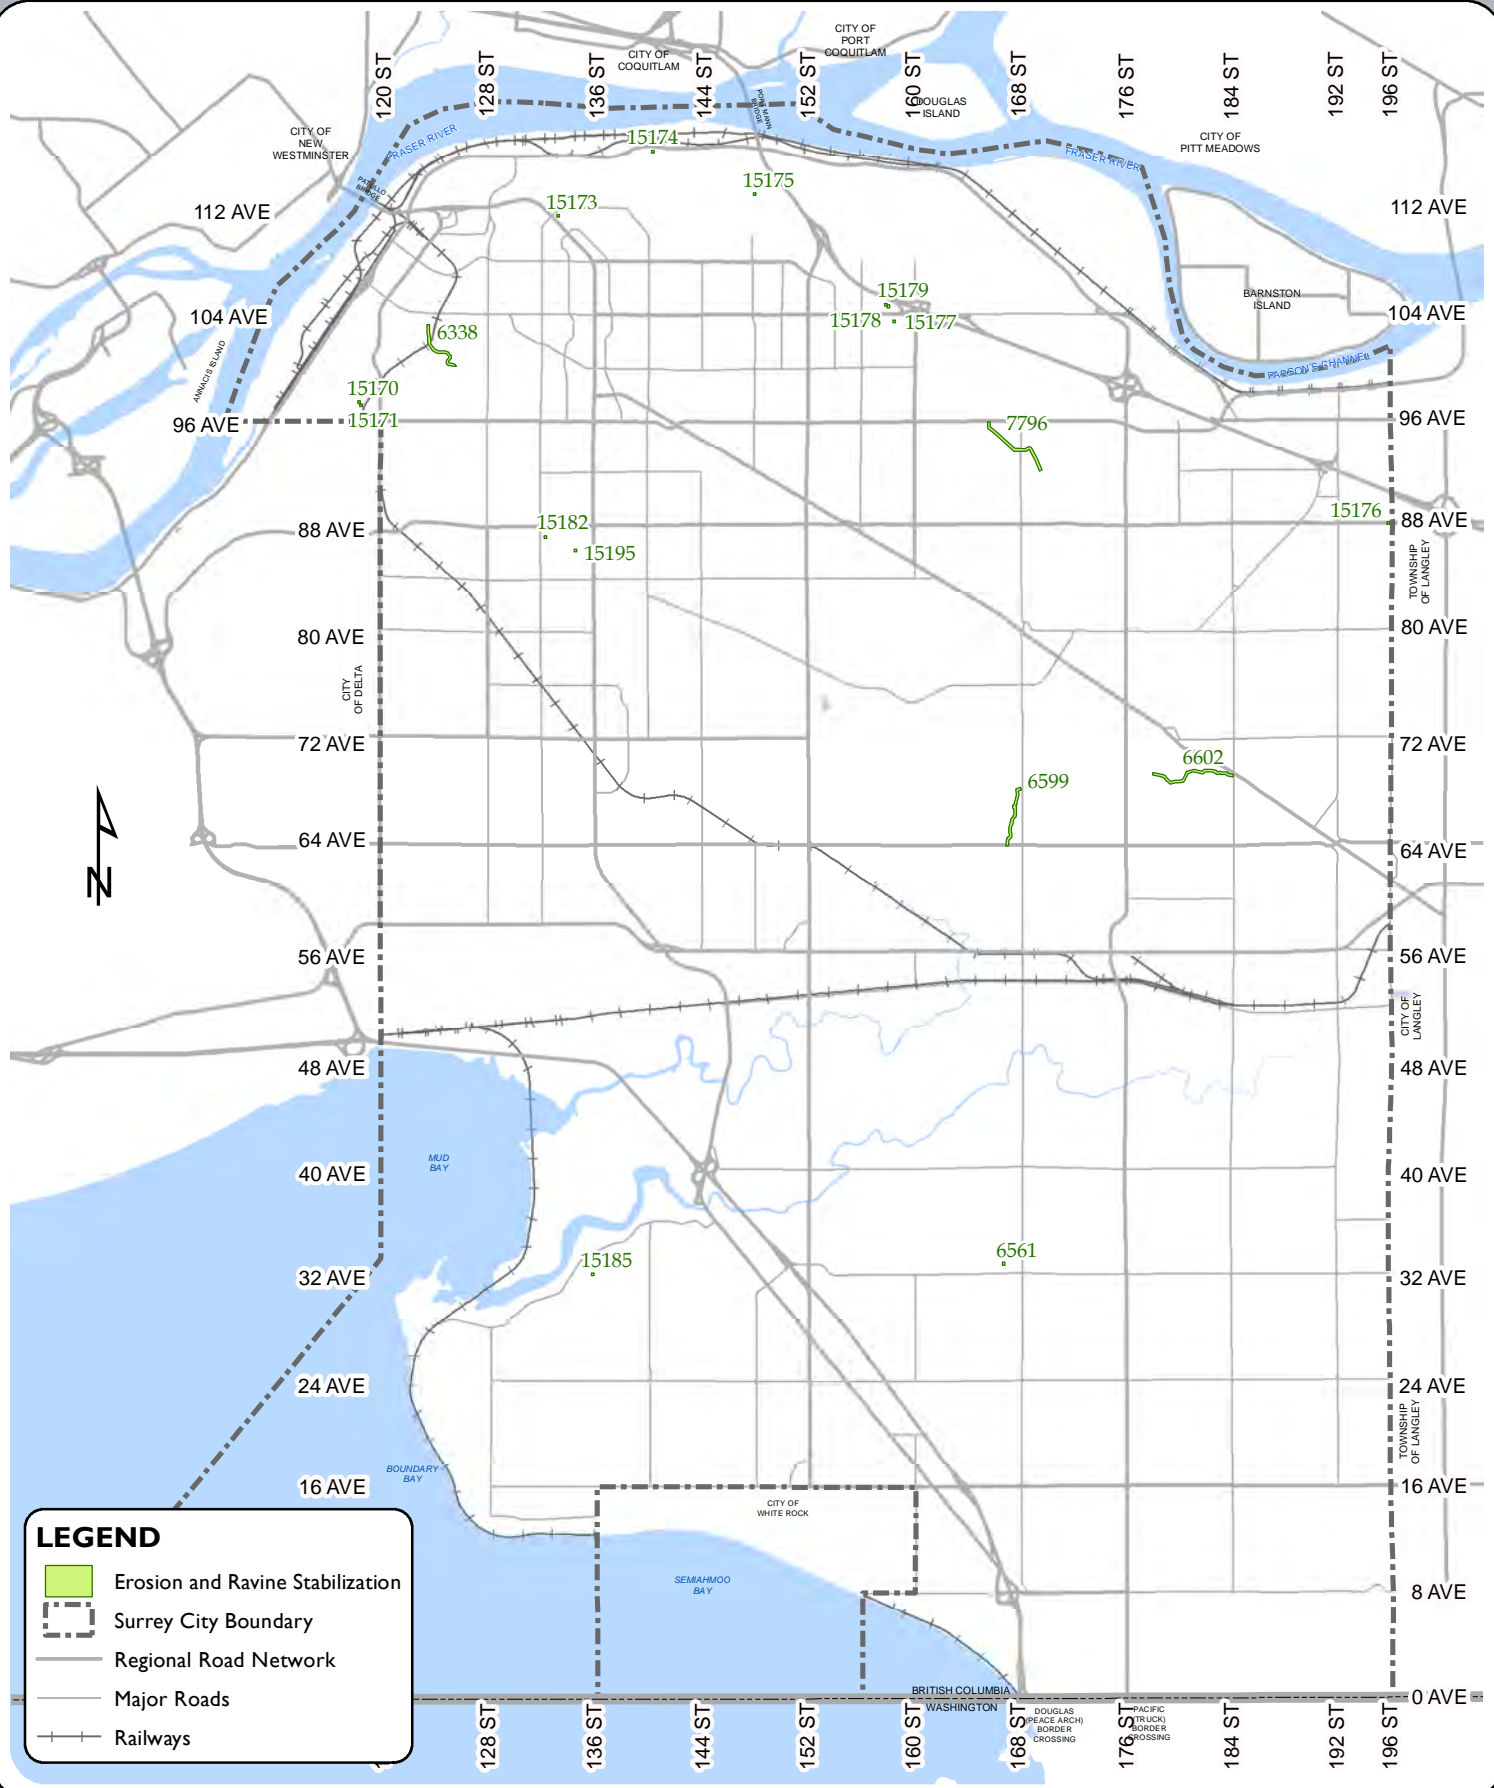 120 ST
128 ST
136 ST
144 ST
152 ST
160 ST
168 ST
176 ST
184 ST
192 ST
196 ST
CITY OF
COQUITLAM
CITY OF
PORT
COQUITLAM
DOUGLAS
ISLAND
CITY OF
NEW
WESTMINSTER
FRASER RIVER
PORT MANN
BRIDGE
FRASER RIVER
CITY OF
PITT MEADOWS
PATULLO
BRIDGE
15174
15175
15173
112 AVE
112 AVE
15179
BARNSTON
ISLAND
104 AVE
15178
15177
104 AVE
6338
ANNACIS ISLAND
PARSON'S CHANNEL
15170
15171
96 AVE
7796
96 AVE
15176
88 AVE
15182
88 AVE
15195
TOWNSHIP
OF LANGLEY
80 AVE
80 AVE
CITY
OF DELTA
72 AVE
72 AVE
6602
6599
64 AVE
64 AVE
N
56 AVE
56 AVE
CITY OF
LANGLEY
48 AVE
48 AVE
MUD
BAY
40 AVE
40 AVE
15185
6561
32 AVE
32 AVE
24 AVE
24 AVE
TOWNSHIP
OF LANGLEY
BOUNDARY
BAY
16 AVE
16 AVE
CITY OF
WHITE ROCK
SEMIAHMOO
BAY
8 AVE
LEGEND
Erosion and Ravine Stabilization
Surrey City Boundary
Regional Road Network
Major Roads
Railways
BRITISH COLUMBIA
WASHINGTON
0 AVE
DOUGLAS
(PEACE ARCH)
BORDER
CROSSING
PACIFIC
(TRUCK)
BORDER
CROSSING
128 ST
136 ST
144 ST
152 ST
160 ST
168 ST
176 ST
184 ST
192 ST
196 ST